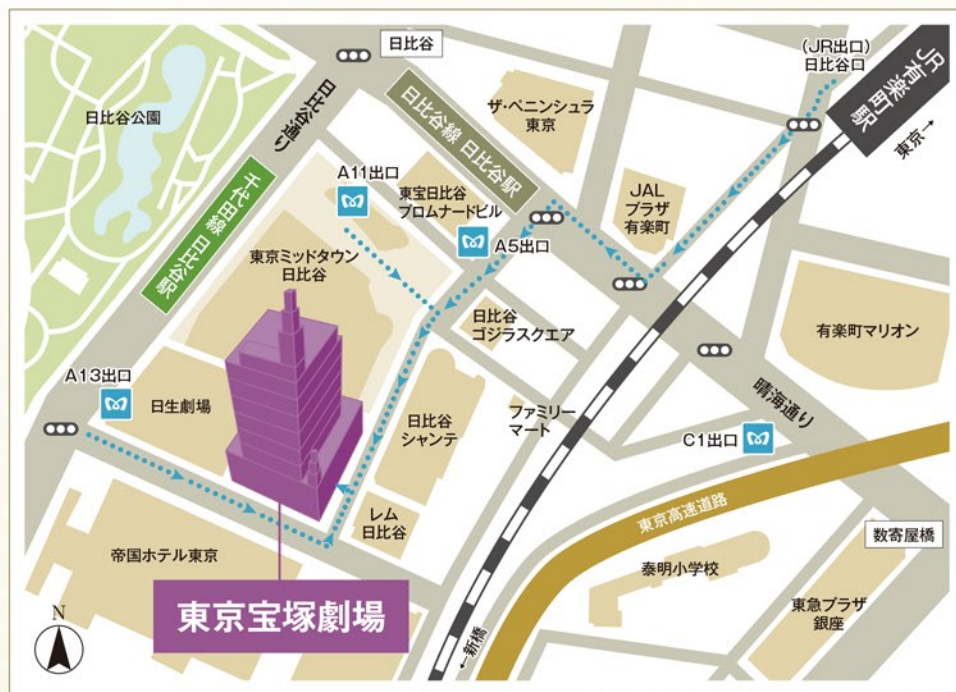 日比谷
(JR出口)
日比谷口
JR有楽町駅
東京→
日比谷公園
日比谷通り
日比谷線 日比谷駅
ザ・ペニンシュラ
東京
千代田線 日比谷駅
A11出口
東宝日比谷
プロムナードビル
JAL
プラザ
有楽町
A5出口
東京ミッドタウン
日比谷
日比谷
ゴジラスクエア
有楽町マリオン
A13出口
日生劇場
日比谷
シャンテ
ファミリー
マート
晴海通り
C1出口
レム
日比谷
東京高速道路
数寄屋橋
帝国ホテル東京
泰明小学校
東急プラザ
銀座
東京宝塚劇場
N
←新橋